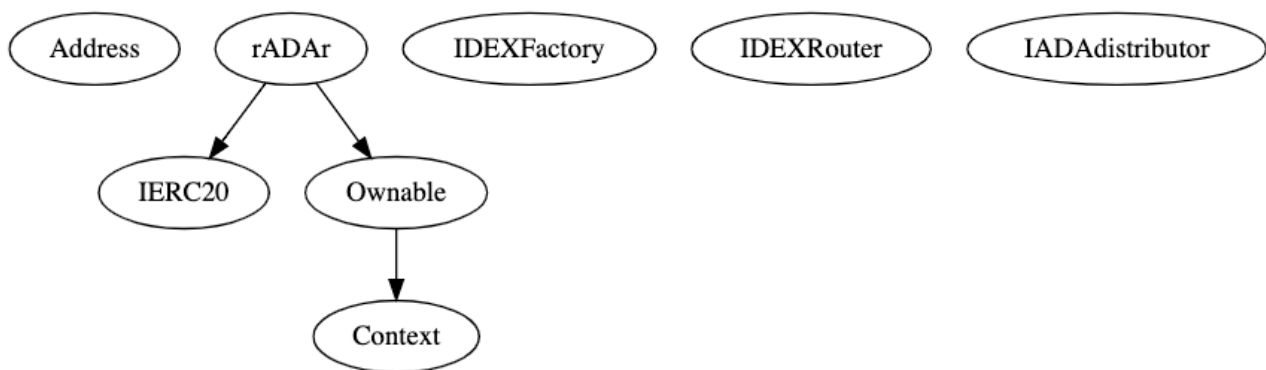 Address
rADAr
IDEXFactory
IDEXRouter
IADAdistributor
IERC20
Ownable
Context